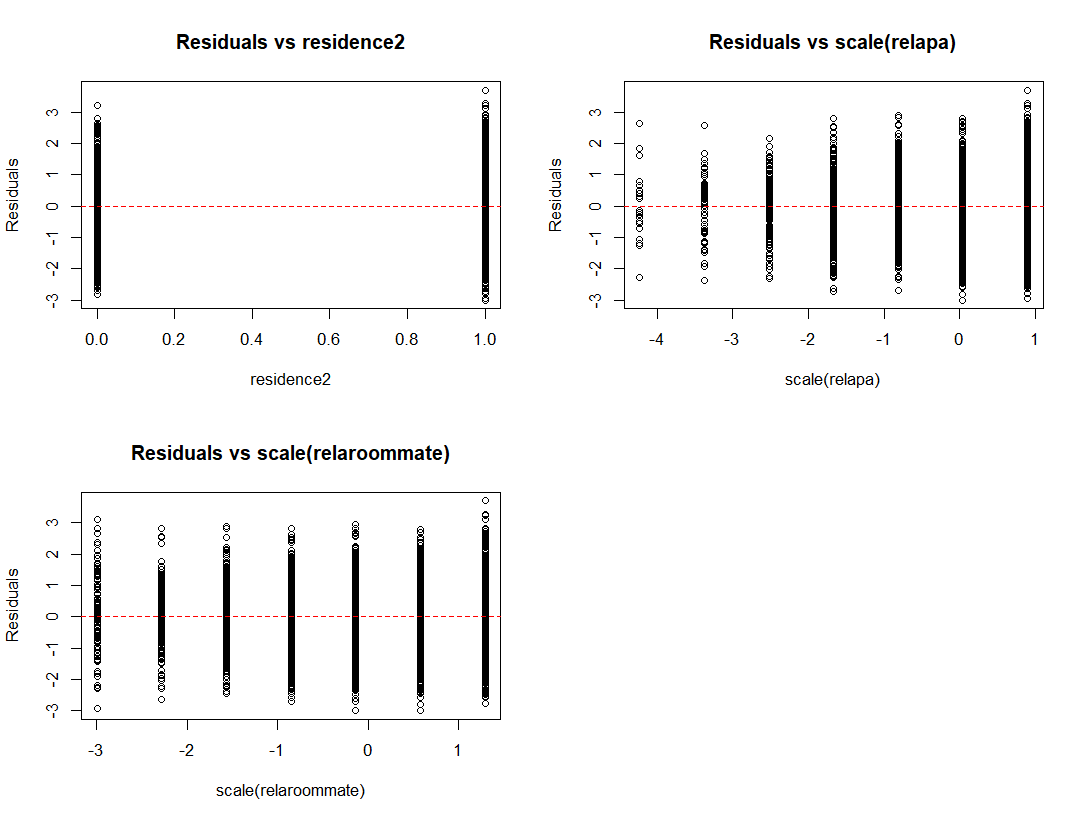 Residuals vs residence2
Residuals
3
2
1
0
-1
-2
-3
0.0 0.2 0.4 0.6 0.8 1.0
residence2
Residuals vs scale(relapa)
Residuals
3
2
1
0
-1
-2
-3
-4 -3 -2 -1 0 1
scale(relapa)
Residuals vs scale(relaroommate)
Residuals
3
2
1
0
-1
-2
-3
-3 -2 -1 0 1
scale(relaroommate)